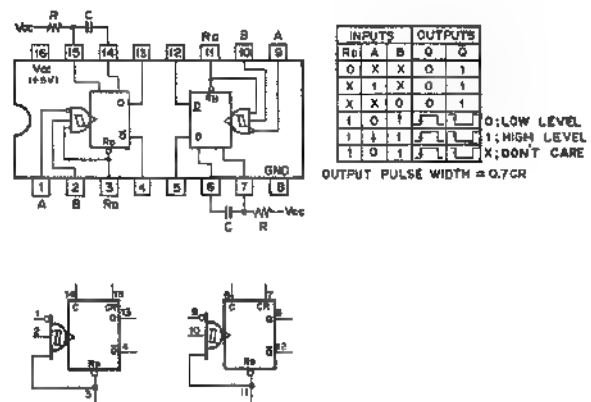 R C
Vcc
16 15 14 13 12 11 10 9
RD B A
Vcc
(+5V)
Q
Q
RD
Q
Q
RD
GND
1 2 3 4 5 6 7 8
A B RD
C R Vcc
INPUTS OUTPUTS
RD A B Q Q
0 X X 0 1
X 1 X 0 1
X X 0 0 1
1 0 ↑
1 ↓ 1
1 0 1
0;LOW LEVEL
1;HIGH LEVEL
X;DON'T CARE
OUTPUT PULSE WIDTH = 0.7CR
14 15
C CR
1 Q 13
2
Q 4
RD
3
6 7
C CR
9 Q
10
Q 12
RD
11